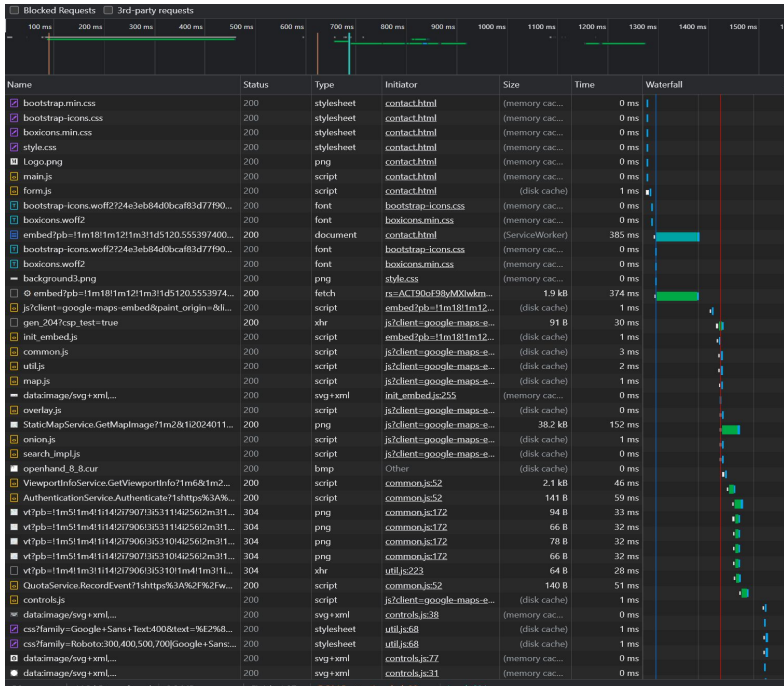 Blocked Requests 3rd-party requests
100 ms 200 ms 300 ms 400 ms 500 ms 600 ms 700 ms 800 ms 900 ms 1000 ms 1100 ms 1200 ms 1300 ms 1400 ms 1500 ms
Name Status Type Initiator Size Time Waterfall
bootstrap.min.css 200 stylesheet contact.html (memory cac... 0 ms
bootstrap-icons.css 200 stylesheet contact.html (memory cac... 0 ms
boxicons.min.css 200 stylesheet contact.html (memory cac... 0 ms
style.css 200 stylesheet contact.html (memory cac... 0 ms
Logo.png 200 png contact.html (memory cac... 0 ms
main.js 200 script contact.html (memory cac... 0 ms
form.js 200 script contact.html (disk cache) 1 ms
bootstrap-icons.woff2?24e3eb84d0bcaf83d77f90... 200 font bootstrap-icons.css (memory cac... 0 ms
boxicons.woff2 200 font boxicons.min.css (memory cac... 0 ms
embed?pb=!1m18!1m12!1m3!1d5120.555397400... 200 document contact.html (ServiceWorker) 385 ms
bootstrap-icons.woff2?24e3eb84d0bcaf83d77f90... 200 font bootstrap-icons.css (memory cac... 0 ms
boxicons.woff2 200 font boxicons.min.css (memory cac... 0 ms
background3.png 200 png style.css (memory cac... 0 ms
embed?pb=!1m18!1m12!1m3!1d5120.5553974... 200 fetch rs=ACT90oF98yMXlwkm... 1.9 kB 374 ms
js?client=google-maps-embed&paint_origin=&li... 200 script embed?pb=!1m18!1m12... (disk cache) 1 ms
gen_204?csp_test=true 200 xhr js?client=google-maps-e... 91 B 30 ms
init_embed.js 200 script embed?pb=!1m18!1m12... (disk cache) 1 ms
common.js 200 script js?client=google-maps-e... (disk cache) 3 ms
util.js 200 script js?client=google-maps-e... (disk cache) 2 ms
map.js 200 script js?client=google-maps-e... (disk cache) 1 ms
data:image/svg+xml,... 200 svg+xml init_embed.js:255 (memory cac... 0 ms
overlay.js 200 script js?client=google-maps-e... (disk cache) 0 ms
StaticMapService.GetMapImage?1m2&1i2024011... 200 png js?client=google-maps-e... 38.2 kB 152 ms
onion.js 200 script js?client=google-maps-e... (disk cache) 1 ms
search_impl.js 200 script js?client=google-maps-e... (disk cache) 0 ms
openhand_8_8.cur 200 bmp Other (disk cache) 0 ms
ViewportInfoService.GetViewportInfo?1m6&1m2... 200 script common.js:52 2.1 kB 46 ms
AuthenticationService.Authenticate?1shttps%3A%... 200 script common.js:52 141 B 59 ms
vt?pb=!1m5!1m4!1i14!2i7907!3i5311!4i256!2m3!1... 304 png common.js:172 94 B 33 ms
vt?pb=!1m5!1m4!1i14!2i7907!3i5310!4i256!2m3!1... 304 png common.js:172 66 B 32 ms
vt?pb=!1m5!1m4!1i14!2i7906!3i5310!4i256!2m3!1... 304 png common.js:172 78 B 32 ms
vt?pb=!1m5!1m4!1i14!2i7906!3i5311!4i256!2m3!1... 304 png common.js:172 66 B 32 ms
304 xhr util.js:223 64 B 28 ms
QuotaService.RecordEvent?1shttps%3A%2F%2Fw... 200 script common.js:52 140 B 51 ms
controls.js 200 script js?client=google-maps-e... (disk cache) 1 ms
data:image/svg+xml,... 200 svg+xml controls.js:38 (memory cac... 0 ms
css?family=Google+Sans+Text:400&text=%E2%8... 200 stylesheet util.js:68 (disk cache) 1 ms
css?family=Roboto:300,400,500,700|Google+Sans:... 200 stylesheet util.js:68 (disk cache) 1 ms
data:image/svg+xml,... 200 svg+xml controls.js:77 (memory cac... 0 ms
data:image/svg+xml,... 200 svg+xml controls.js:31 (memory cac... 0 ms